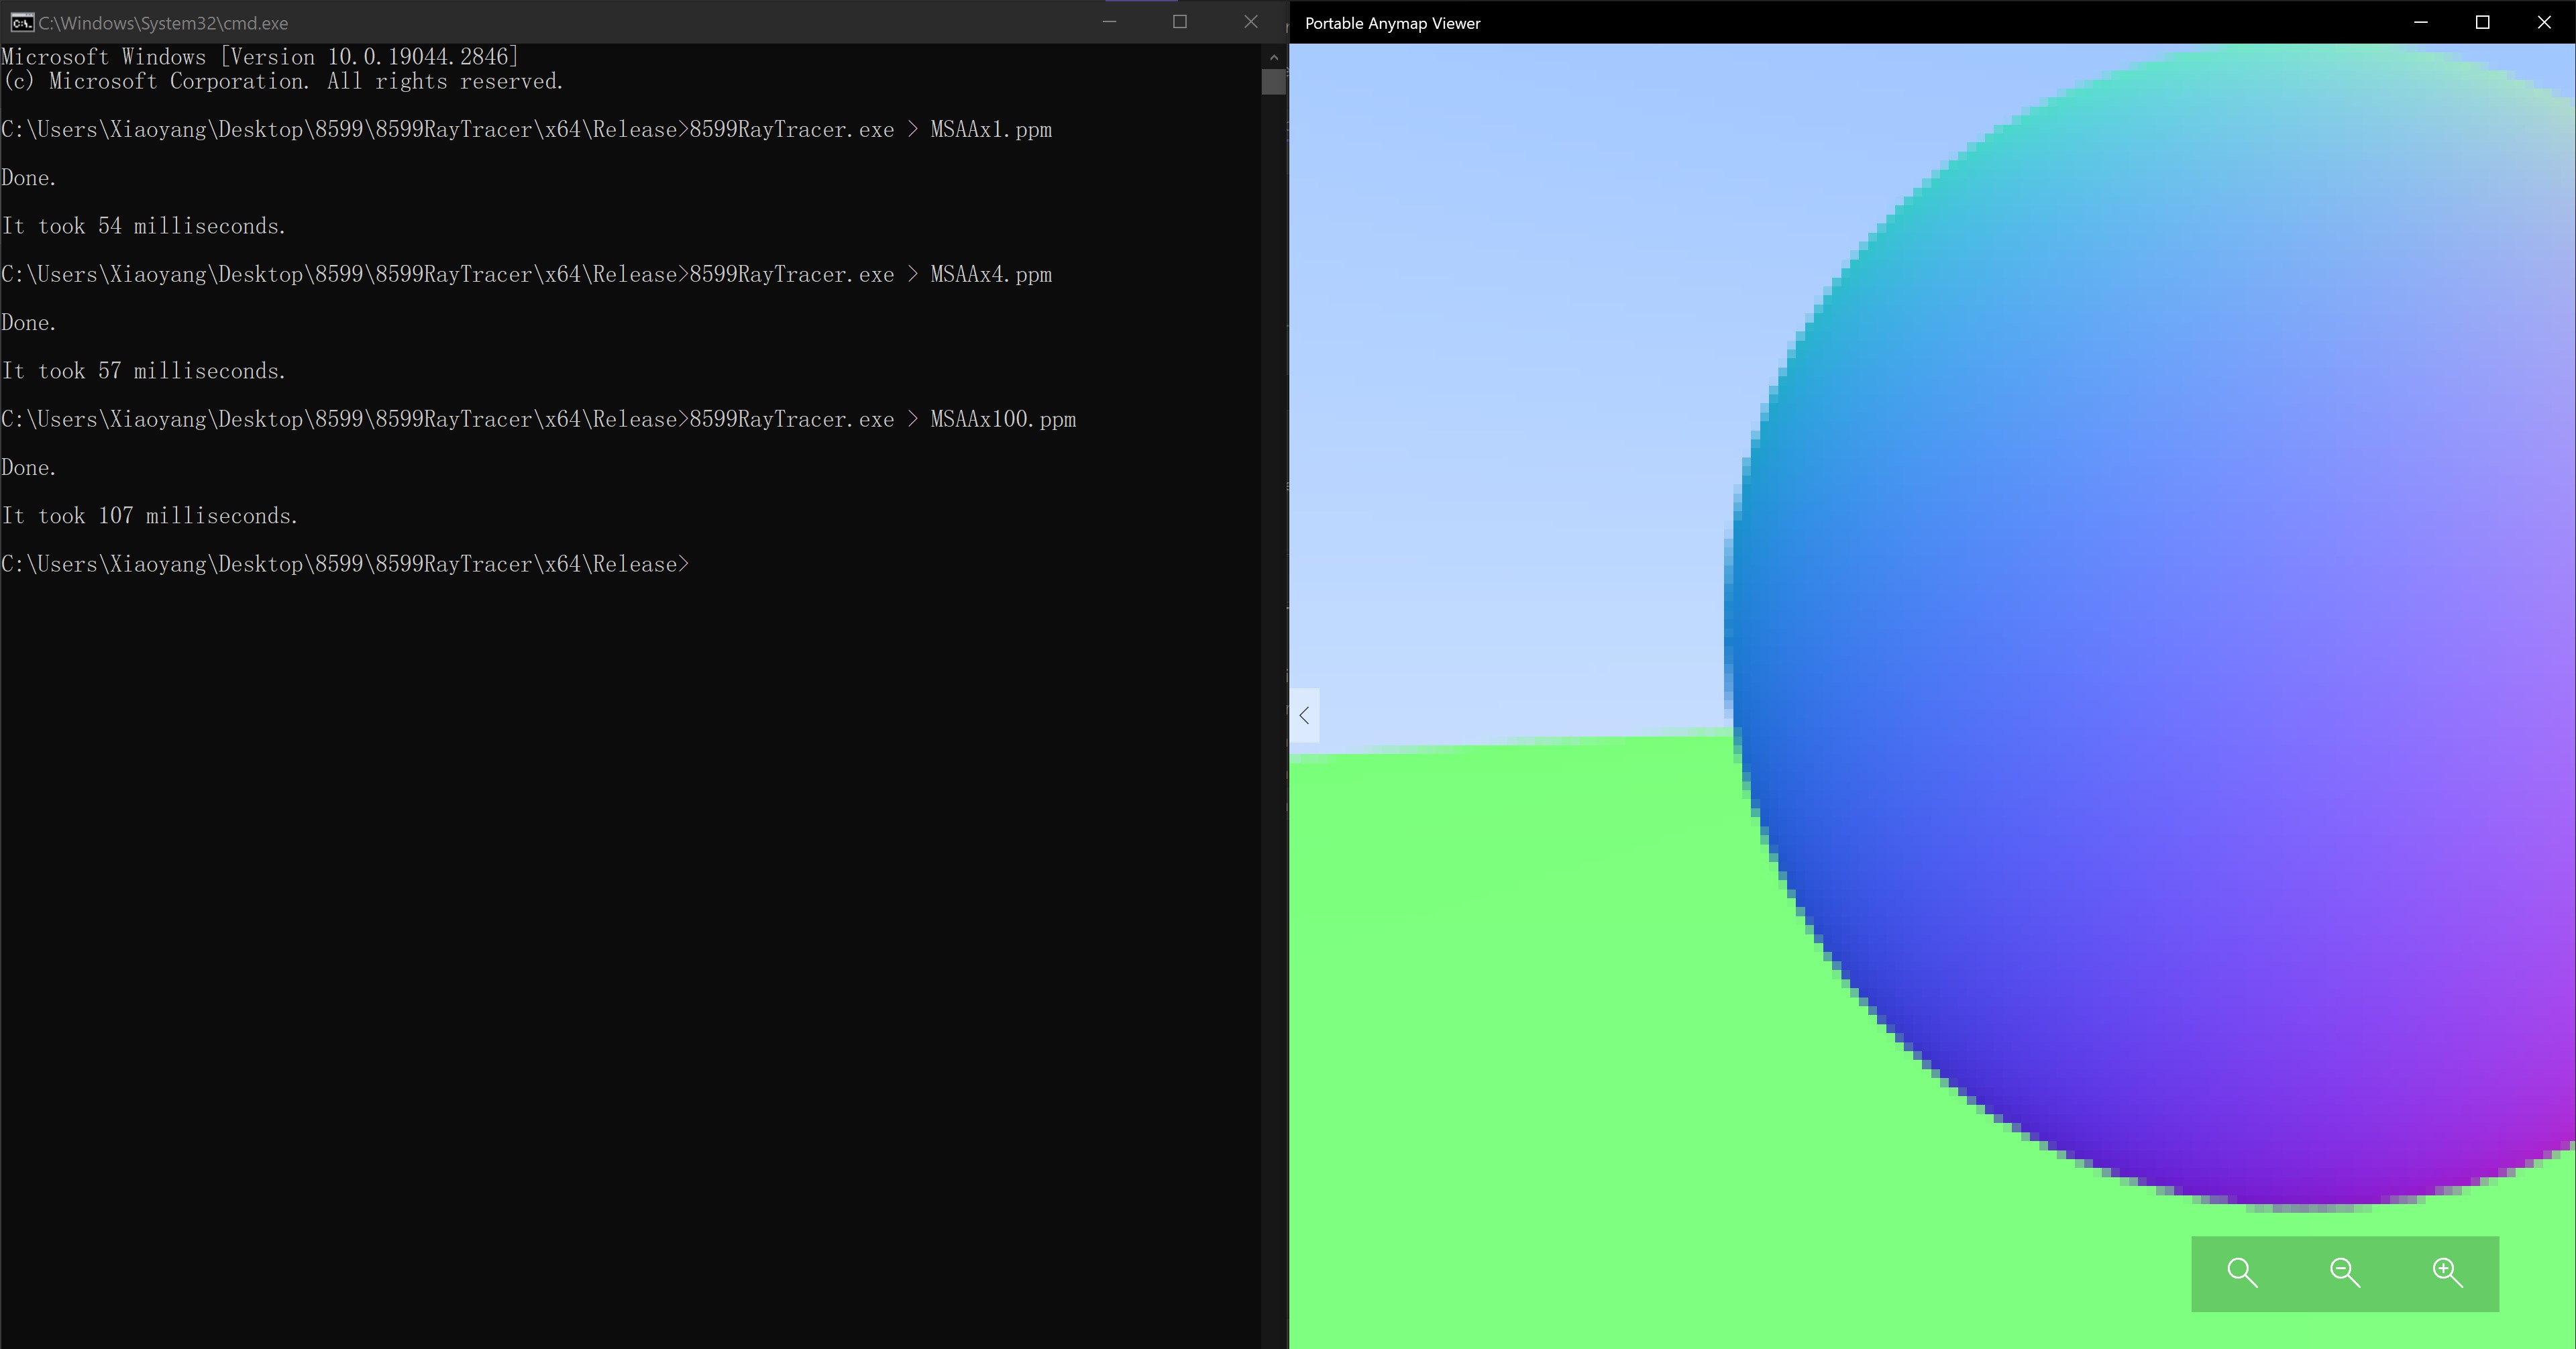 C:\Windows\System32\cmd.exe
Microsoft Windows [Version 10.0.19044.2846]
(c) Microsoft Corporation. All rights reserved.
C:\Users\Xiaoyang\Desktop\8599\8599RayTracer\x64\Release>8599RayTracer.exe > MSAAx1.ppm
Done.
It took 54 milliseconds.
C:\Users\Xiaoyang\Desktop\8599\8599RayTracer\x64\Release>8599RayTracer.exe > MSAAx4.ppm
Done.
It took 57 milliseconds.
C:\Users\Xiaoyang\Desktop\8599\8599RayTracer\x64\Release>8599RayTracer.exe > MSAAx100.ppm
Done.
It took 107 milliseconds.
C:\Users\Xiaoyang\Desktop\8599\8599RayTracer\x64\Release>
Portable Anymap Viewer